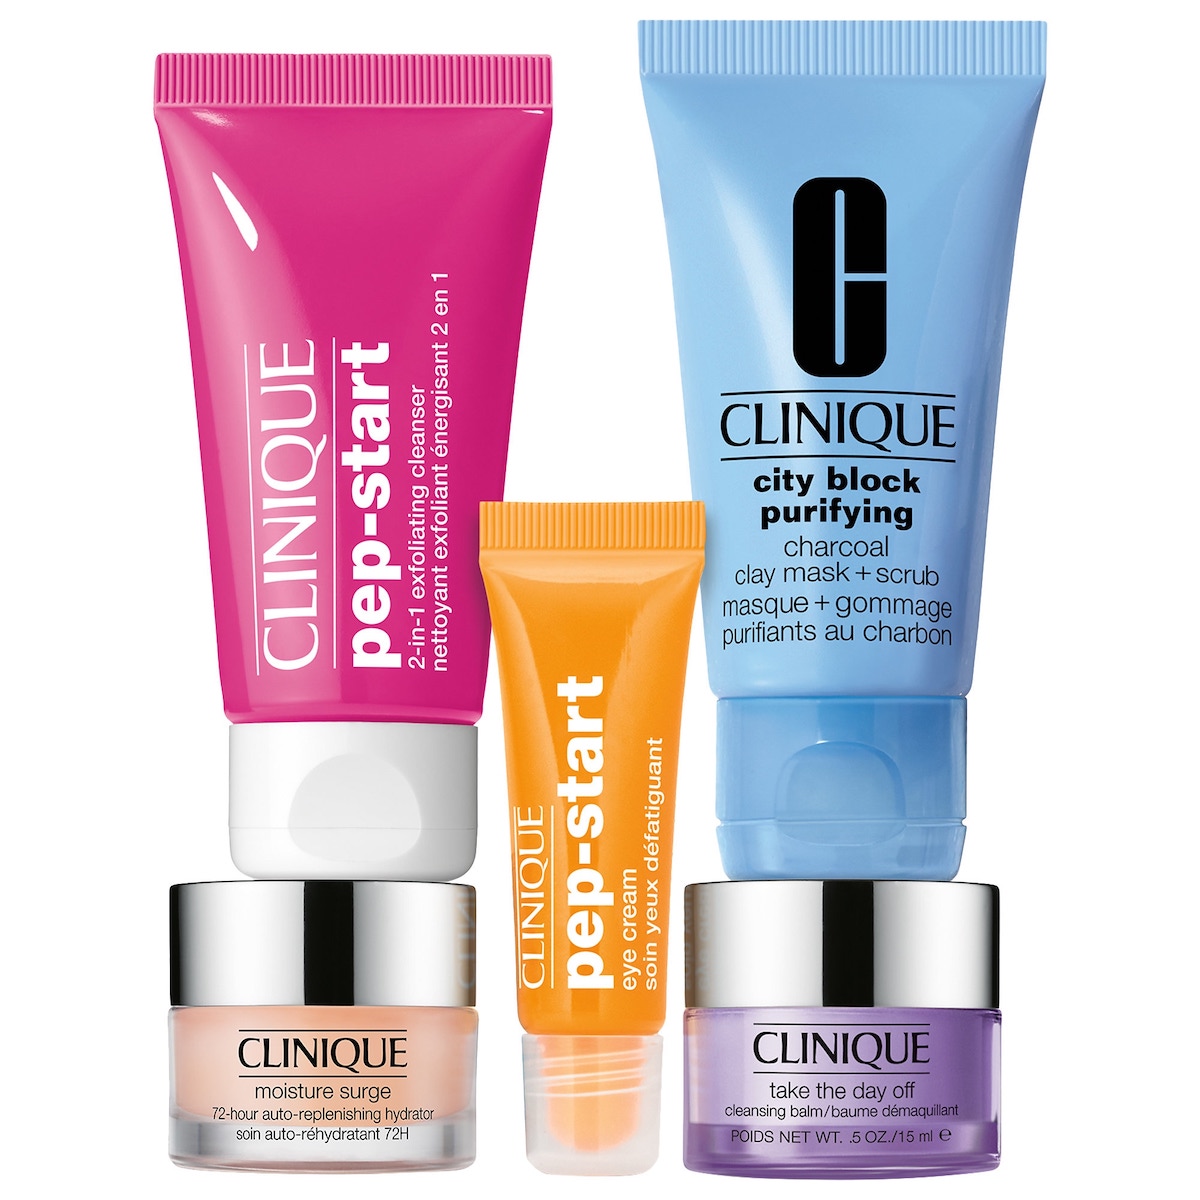 CLINIQUE
pep-start
2-in-1 exfoliating cleanser
nettoyant exfoliant énergisant 2 en 1
C
CLINIQUE
city block
purifying
charcoal
clay mask + scrub
masque + gommage
purifiants au charbon
CLINIQUE
pep-start
eye cream
soin yeux défatiguant
CLINIQUE
moisture surge
72-hour auto-replenishing hydrator
soin auto-réhydratant 72H
CLINIQUE
take the day off
cleansing balm/baume démaquillant
POIDS NET WT. .5 OZ./15 ml ℮